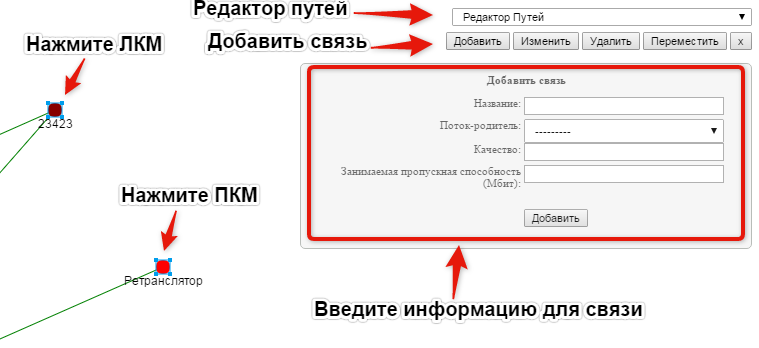 Редактор путей
Редактор Путей
Нажмите ЛКМ
Добавить связь
Добавить Изменить Удалить Переместить x
Добавить связь
Название:
23423
Поток-родитель: ---------
Качество:
Занимаемая пропускная способность
(Мбит):
Нажмите ПКМ
Добавить
Ретранслятор
Введите информацию для связи